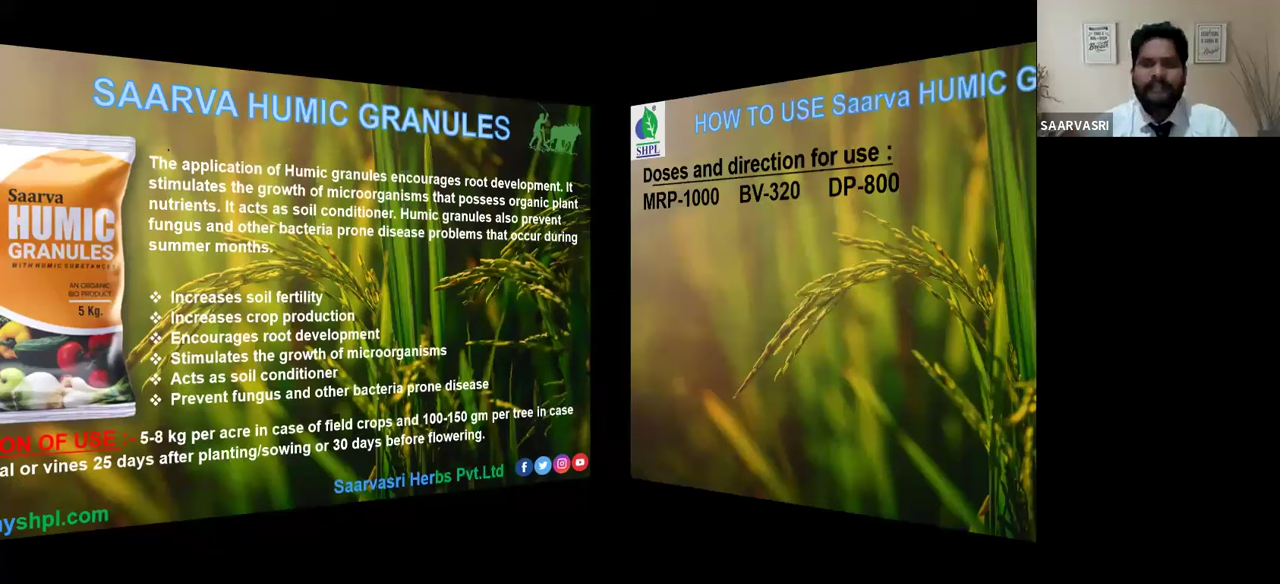 SAARVA HUMIC GRANULES
The application of Humic granules encourages root development. It
stimulates the growth of microorganisms that possess organic plant
nutrients. It acts as soil conditioner. Humic granules also prevent
fungus and other bacteria prone disease problems that occur during
summer months.
Saarva
HUMIC
GRANULES
WITH HUMIC SUBSTANCES
AN ORGANIC
BIO PRODUCT
5 Kg.
❖ Increases soil fertility
❖ Increases crop production
❖ Encourages root development
❖ Stimulates the growth of microorganisms
❖ Acts as soil conditioner
❖ Prevent fungus and other bacteria prone disease
ON OF USE :- 5-8 kg per acre in case of field crops and 100-150 gm per tree in case
al or vines 25 days after planting/sowing or 30 days before flowering.
Saarvasri Herbs Pvt.Ltd
yshpl.com
SHPL
HOW TO USE Saarva HUMIC G
Doses and direction for use :
MRP-1000 BV-320 DP-800
SAARVASRI